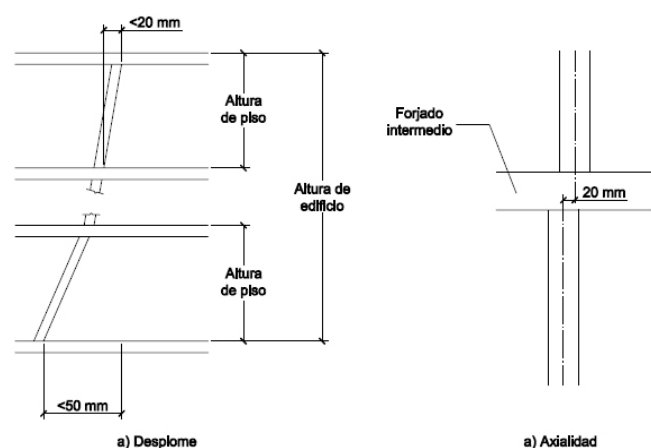 <20 mm
Altura
de piso
Altura de
edificio
Altura
de piso
<50 mm
a) Desplome
Forjado
intermedio
20 mm
a) Axialidad